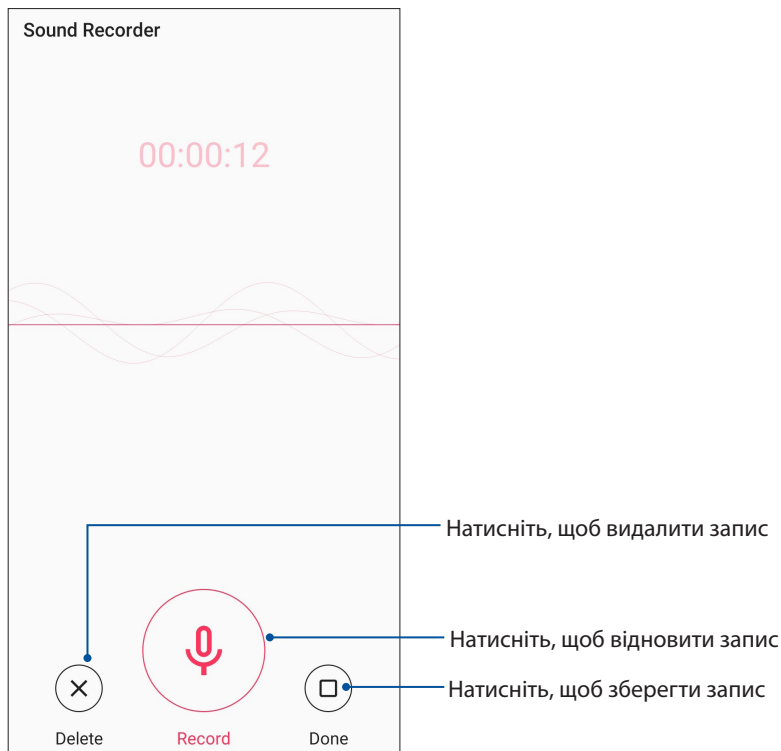 Sound Recorder
00:00:12
Натисніть, щоб видалити запис
Натисніть, щоб відновити запис
Натисніть, щоб зберегти запис
Delete
Record
Done